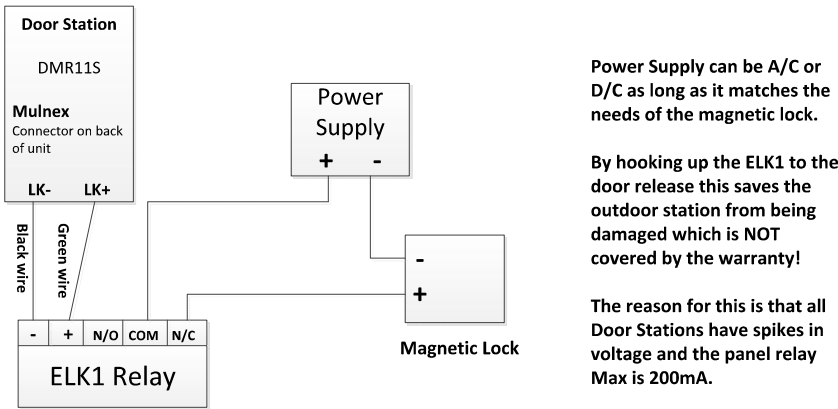 Door Station
DMR11S
Mulnex
Connector on back
of unit
LK- LK+
Black wire
Green wire
- + N/O COM N/C
ELK1 Relay
Power
Supply
+ -
-
+
Magnetic Lock
Power Supply can be A/C or
D/C as long as it matches the
needs of the magnetic lock.
By hooking up the ELK1 to the
door release this saves the
outdoor station from being
damaged which is NOT
covered by the warranty!
The reason for this is that all
Door Stations have spikes in
voltage and the panel relay
Max is 200mA.